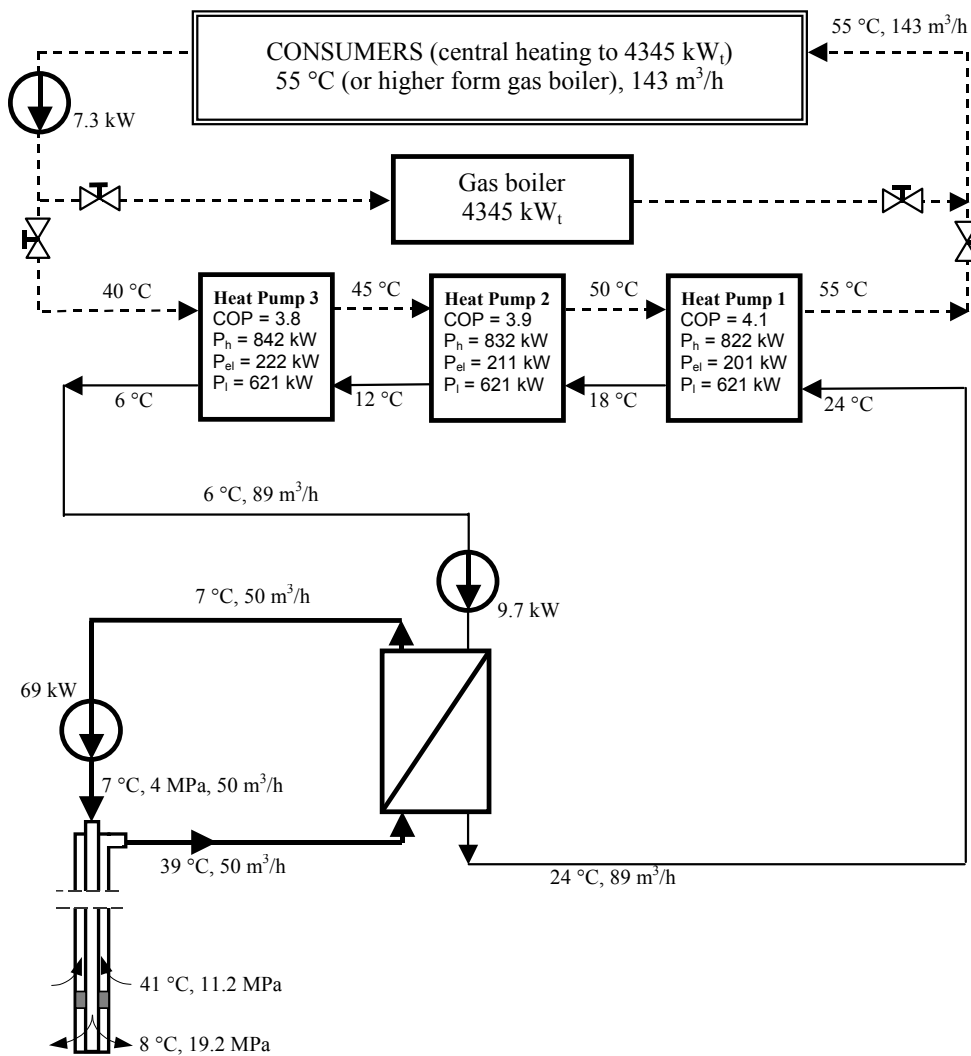 55 °C, 143 m³/h
CONSUMERS (central heating to 4345 kWₜ)
55 °C (or higher form gas boiler), 143 m³/h
7.3 kW
Gas boiler
4345 kWₜ
40 °C
Heat Pump 3
COP = 3.8
Pₕ = 842 kW
Pₑₗ = 222 kW
Pₗ = 621 kW
45 °C
Heat Pump 2
COP = 3.9
Pₕ = 832 kW
Pₑₗ = 211 kW
Pₗ = 621 kW
50 °C
Heat Pump 1
COP = 4.1
Pₕ = 822 kW
Pₑₗ = 201 kW
Pₗ = 621 kW
55 °C
6 °C
12 °C
18 °C
24 °C
6 °C, 89 m³/h
7 °C, 50 m³/h
9.7 kW
69 kW
7 °C, 4 MPa, 50 m³/h
39 °C, 50 m³/h
24 °C, 89 m³/h
41 °C, 11.2 MPa
8 °C, 19.2 MPa